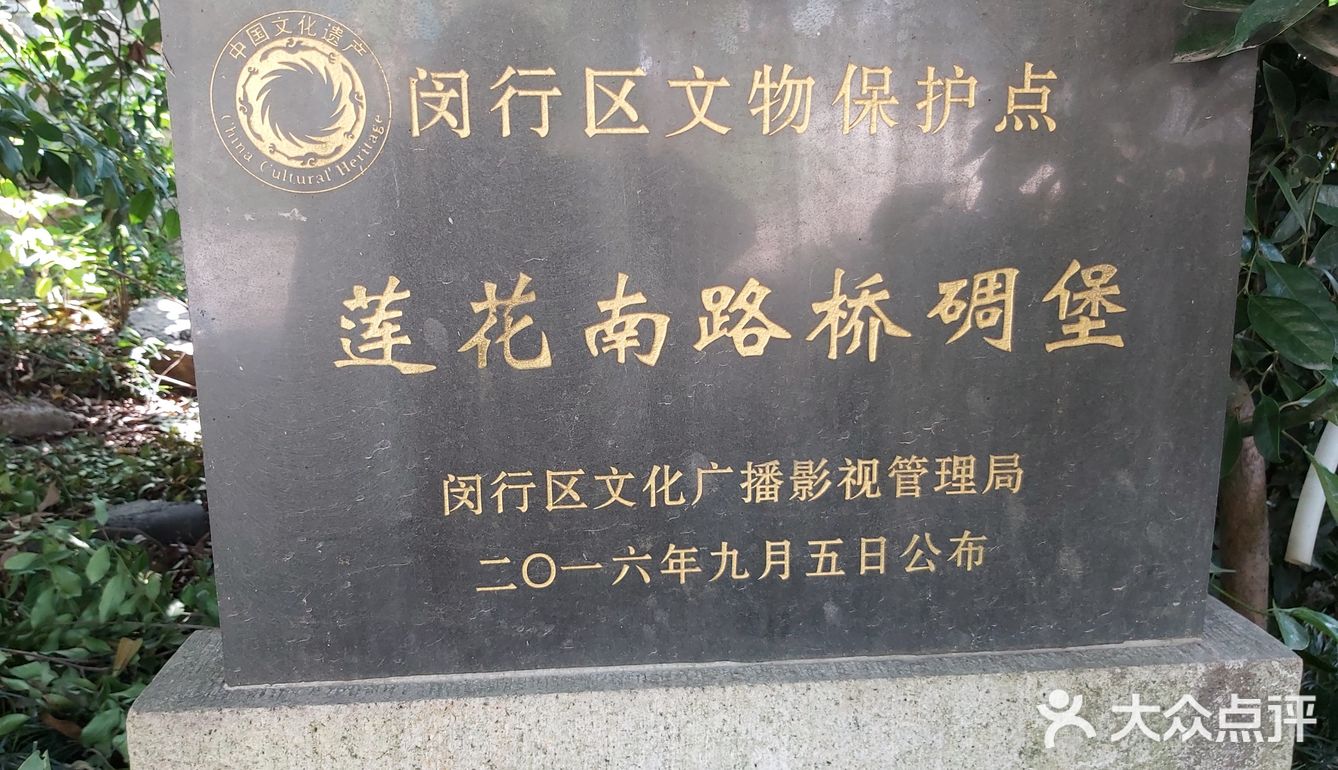 中国文化遗产
China Cultural Heritage
闵行区文物保护点
莲花南路桥碉堡
闵行区文化广播影视管理局
二〇一六年九月五日公布
大众点评